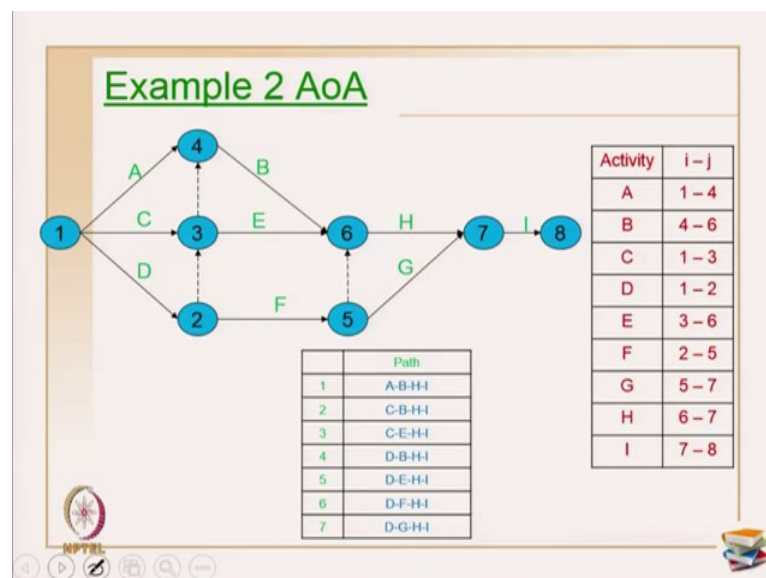 Example 2 AoA
4
A
B
1
C
3
E
6
H
7
I
8
D
G
2
F
5
Activity i – j
A 1 – 4
B 4 – 6
C 1 – 3
D 1 – 2
E 3 – 6
F 2 – 5
G 5 – 7
H 6 – 7
I 7 – 8
Path
1 A-B-H-I
2 C-B-H-I
3 C-E-H-I
4 D-B-H-I
5 D-E-H-I
6 D-F-H-I
7 D-G-H-I
NPTEL